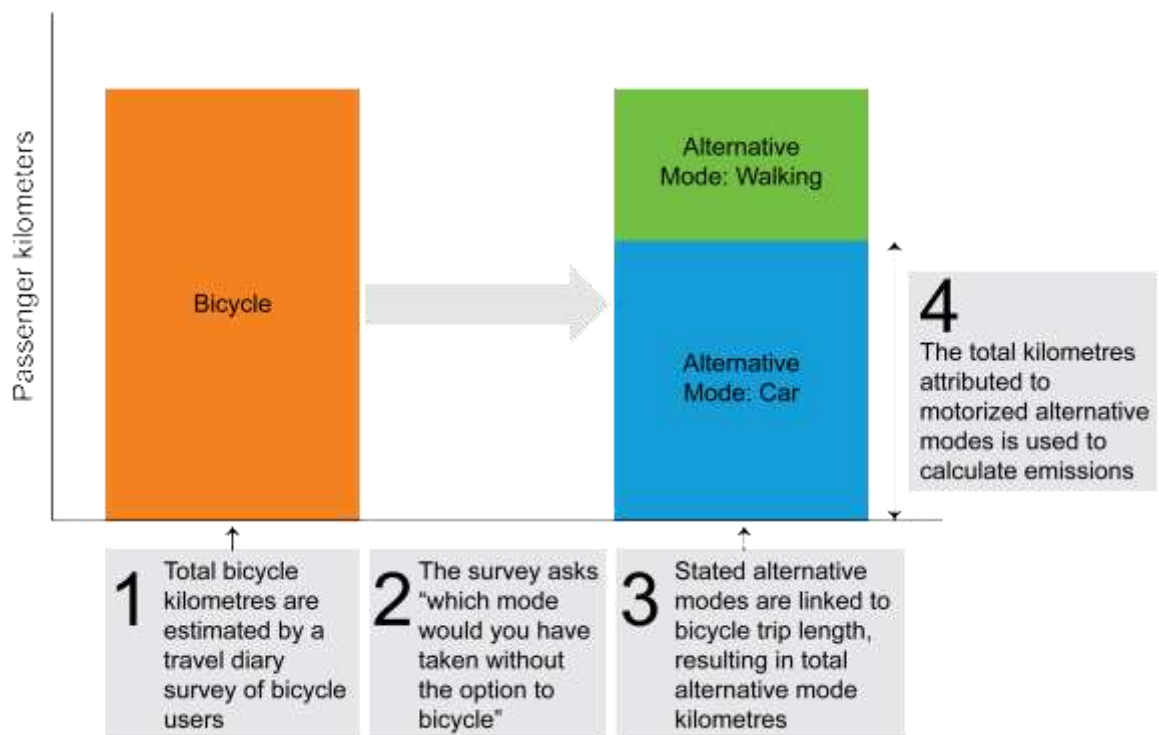 Passenger kilometers
Bicycle
Alternative
Mode: Walking
Alternative
Mode: Car
4
The total kilometres
attributed to
motorized alternative
modes is used to
calculate emissions
1
Total bicycle
kilometres are
estimated by a
travel diary
survey of bicycle
users
2
The survey asks
“which mode
would you have
taken without
the option to
bicycle”
3
Stated alternative
modes are linked to
bicycle trip length,
resulting in total
alternative mode
kilometres